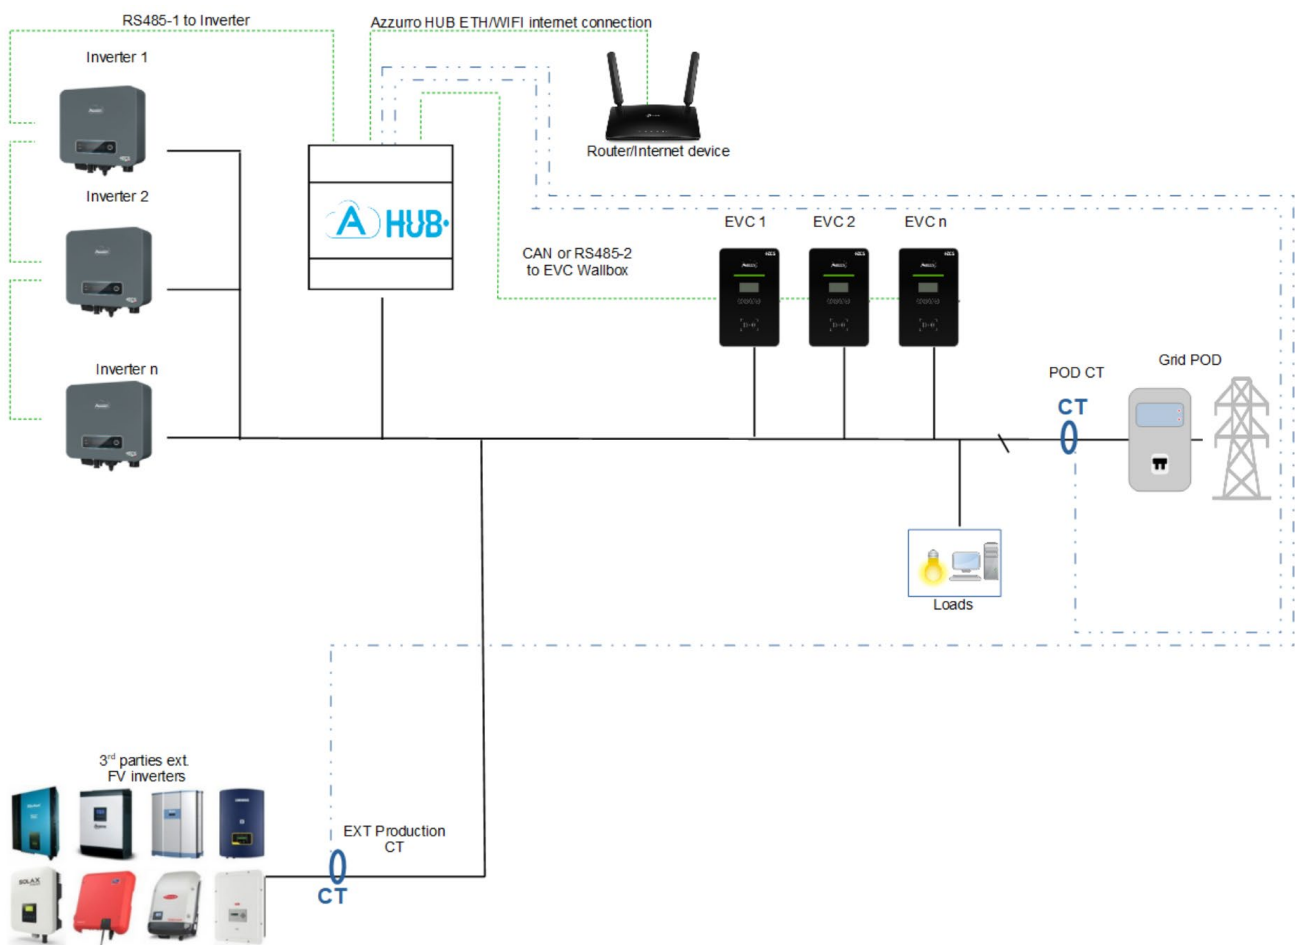 RS485-1 to Inverter
Azzurro HUB ETH/WIFI internet connection
Inverter 1
Router/Internet device
Inverter 2
A HUB
EVC 1
EVC 2
EVC n
CAN or RS485-2
to EVC Wallbox
Inverter n
POD CT
Grid POD
CT
Loads
3rd parties ext.
FV inverters
EXT Production
CT
CT
SOLAX